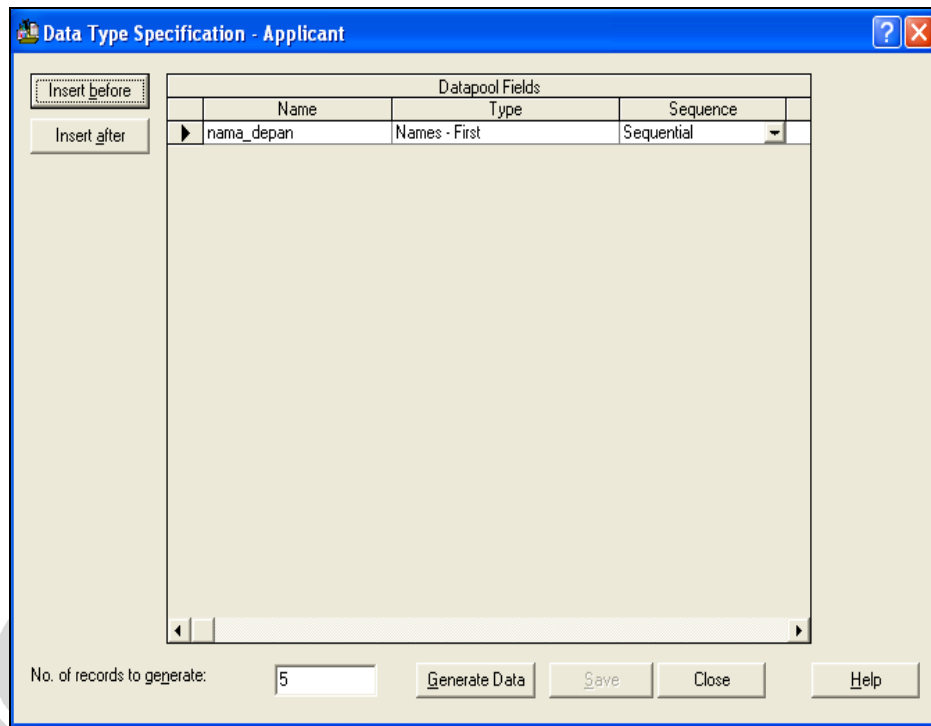 Data Type Specification - Applicant
Insert before
Insert after
Datapool Fields
Name Type Sequence
nama_depan Names - First Sequential
No. of records to generate: 5 Generate Data Save Close Help